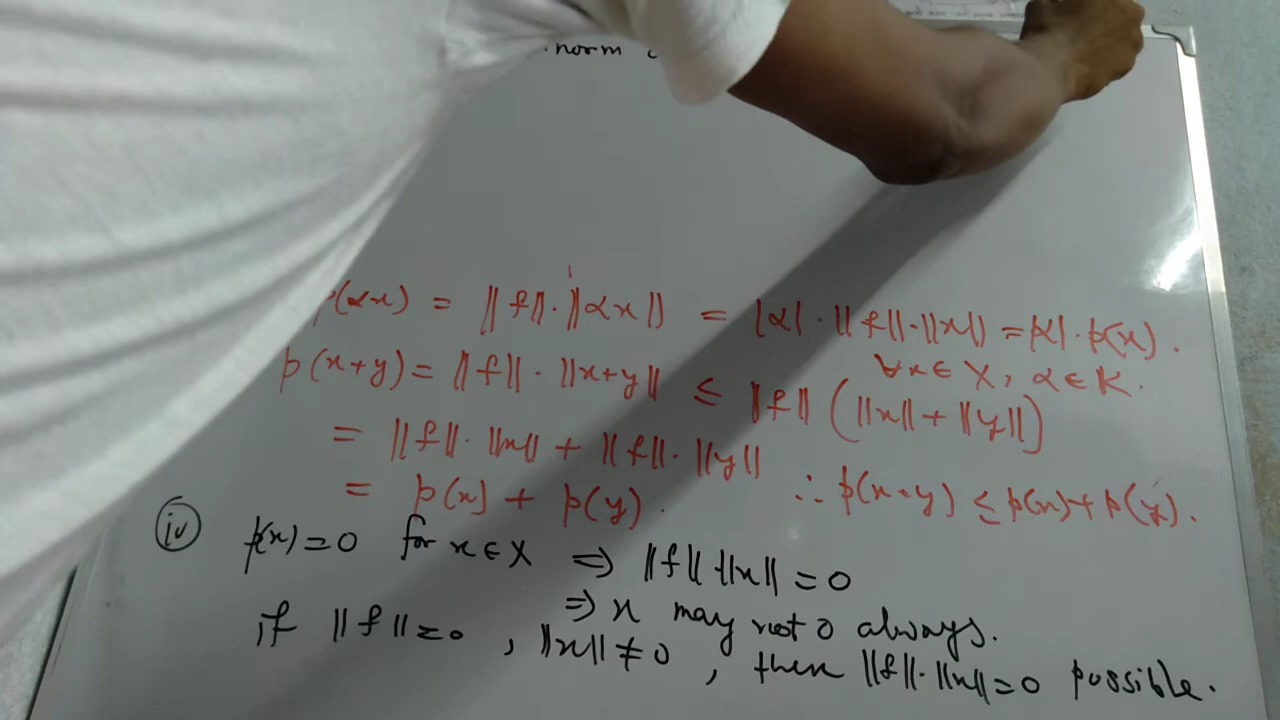 norm
p(αx) = ||f||·||αx|| = |α|·||f||·||x|| = |α|·p(x).
∀x∈X, α∈K.
p(x+y) = ||f||·||x+y|| ≤ ||f|| (||x|| + ||y||)
= ||f||·||x|| + ||f||·||y||
= p(x) + p(y). ∴ p(x+y) ≤ p(x)+p(y).
(iv) p(x)=0 for x∈X ⇒ ||f|| ||x|| = 0
⇒ x may not 0 always.
if ||f||=0, ||x||≠0, then ||f||·||x||=0 possible.